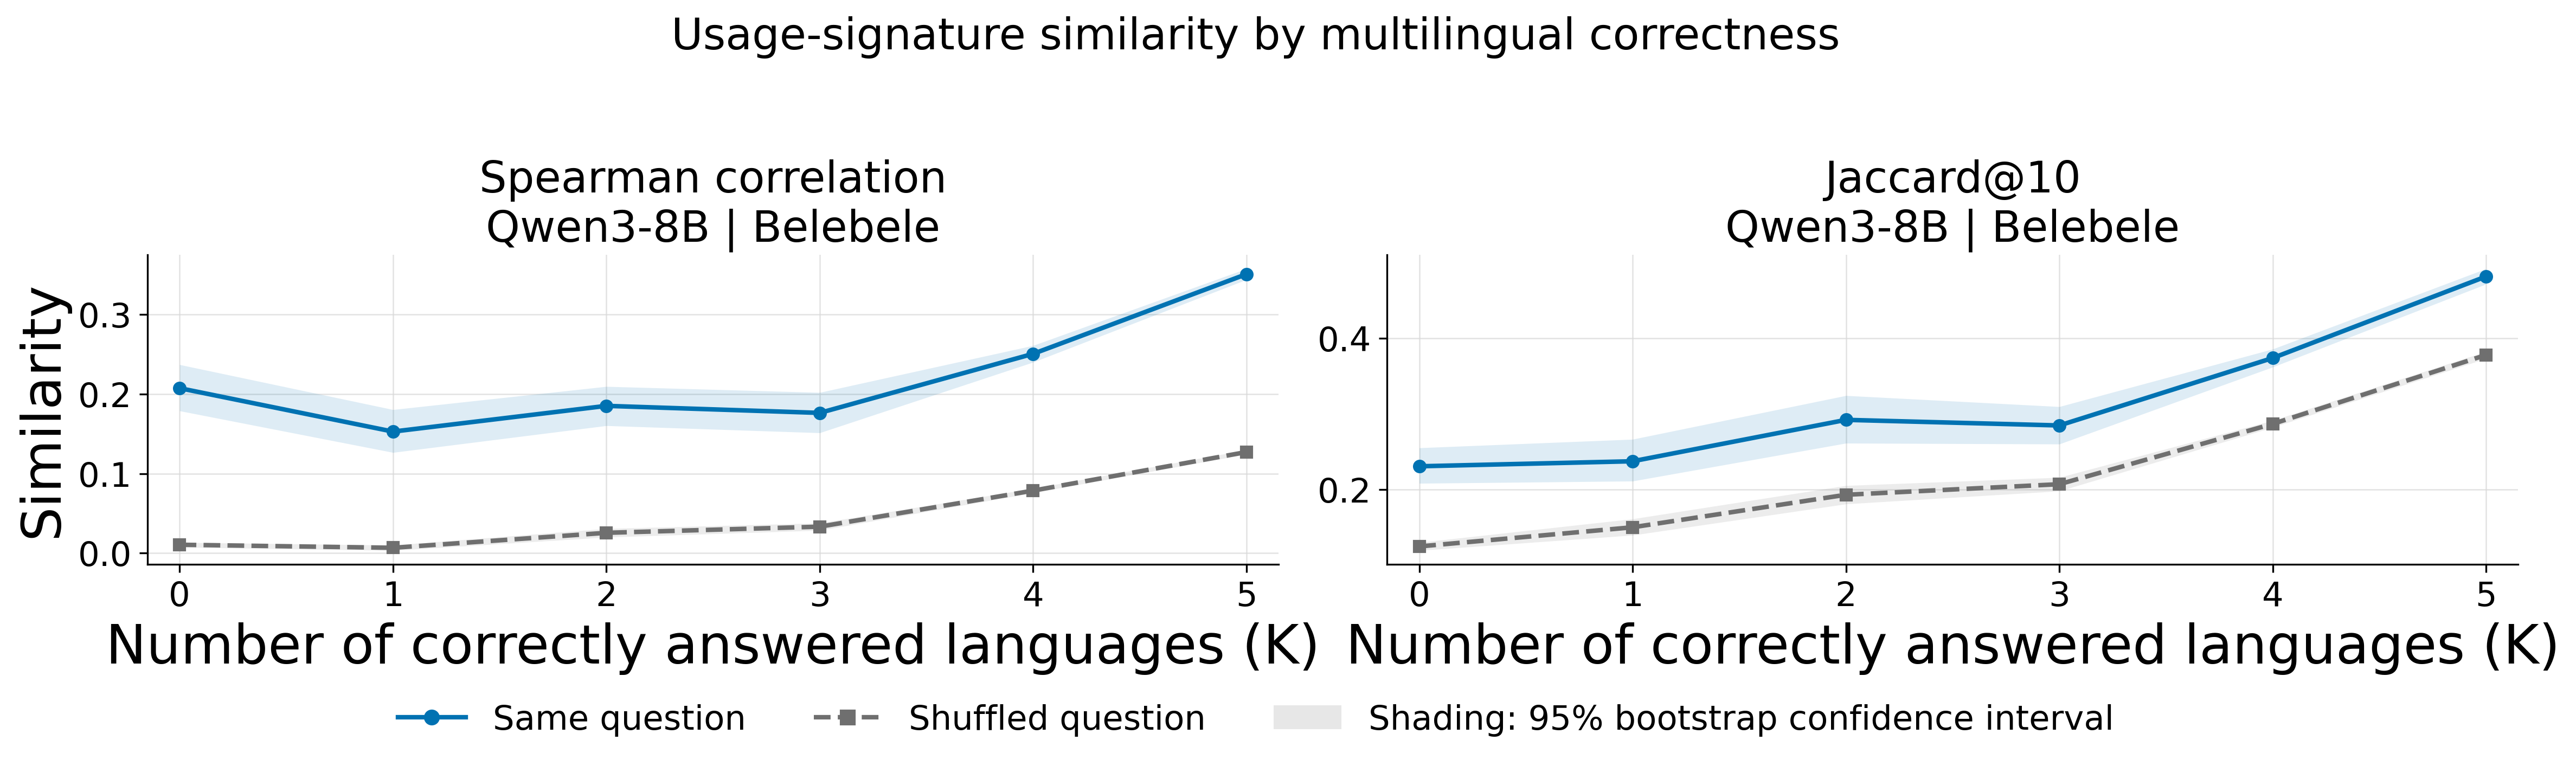 Usage-signature similarity by multilingual correctness
Spearman correlation
Qwen3-8B | Belebele
Similarity
0.3
0.2
0.1
0.0
0 1 2 3 4 5
Number of correctly answered languages (K)
Jaccard@10
Qwen3-8B | Belebele
0.4
0.2
0 1 2 3 4 5
Number of correctly answered languages (K)
Same question Shuffled question Shading: 95% bootstrap confidence interval